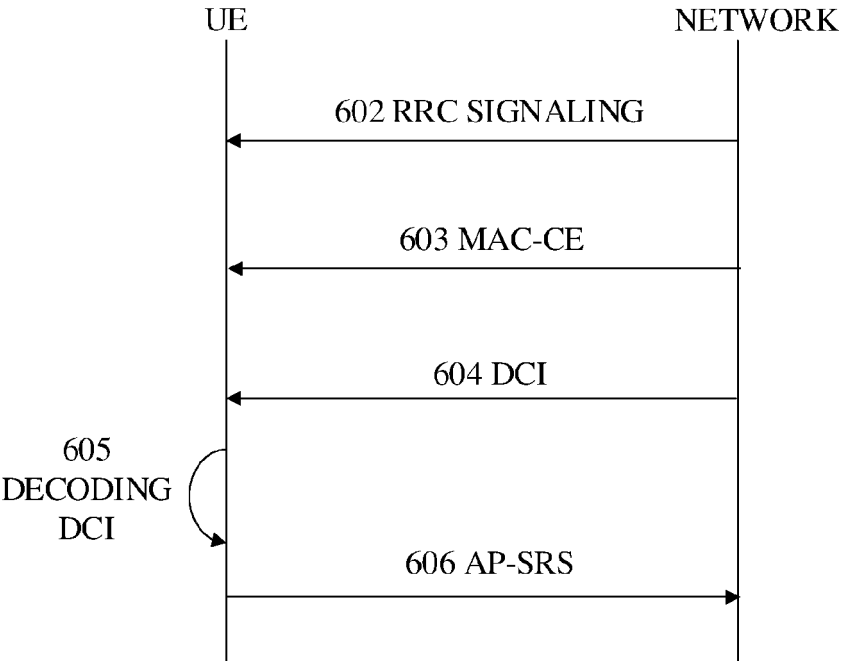 UE
NETWORK
602 RRC SIGNALING
603 MAC-CE
604 DCI
605
DECODING
DCI
606 AP-SRS